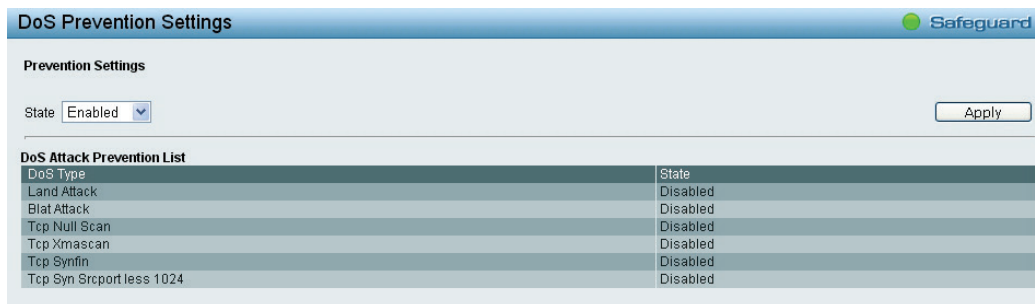 DoS Prevention Settings
Safeguard
Prevention Settings
State Enabled
Apply
DoS Attack Prevention List
DoS Type State
Land Attack Disabled
Blat Attack Disabled
Tcp Null Scan Disabled
Tcp Xmascan Disabled
Tcp Synfin Disabled
Tcp Syn Srcport less 1024 Disabled